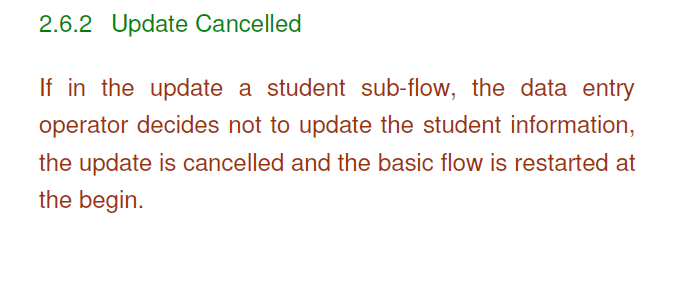 2.6.2 Update Cancelled
If in the update a student sub-flow, the data entry
operator decides not to update the student information,
the update is cancelled and the basic flow is restarted at
the begin.